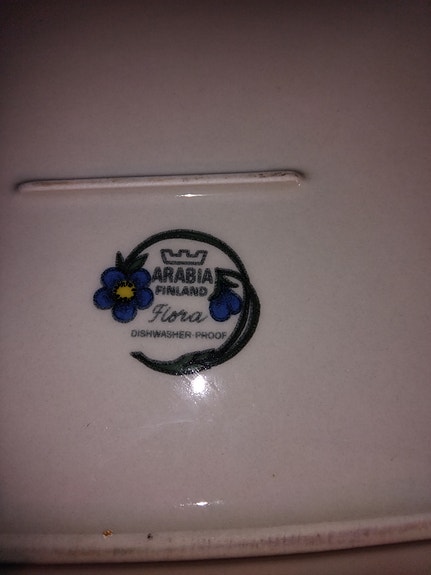 ARABIA
FINLAND
Flora
DISHWASHER-PROOF